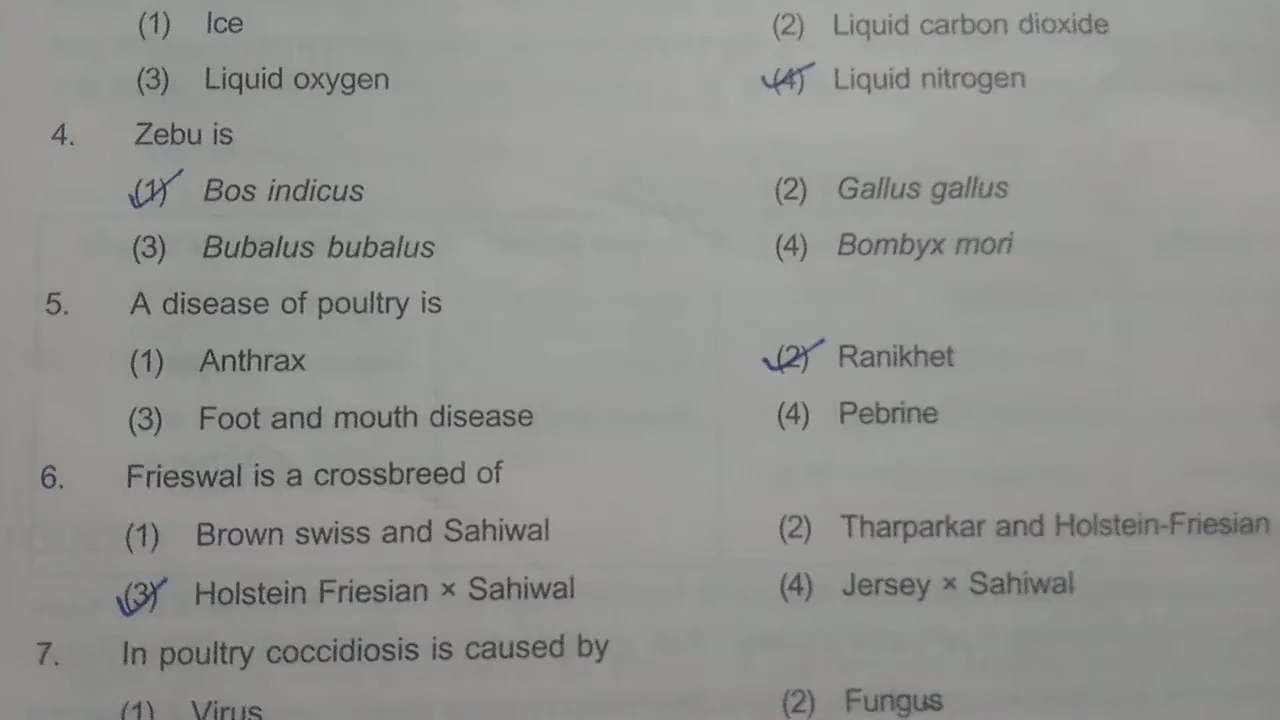 (1) Ice (2) Liquid carbon dioxide
(3) Liquid oxygen (4) Liquid nitrogen
4. Zebu is
(1) Bos indicus (2) Gallus gallus
(3) Bubalus bubalus (4) Bombyx mori
5. A disease of poultry is
(1) Anthrax (2) Ranikhet
(3) Foot and mouth disease (4) Pebrine
6. Frieswal is a crossbreed of
(1) Brown swiss and Sahiwal (2) Tharparkar and Holstein-Friesian
(3) Holstein Friesian × Sahiwal (4) Jersey × Sahiwal
7. In poultry coccidiosis is caused by
(1) Virus (2) Fungus